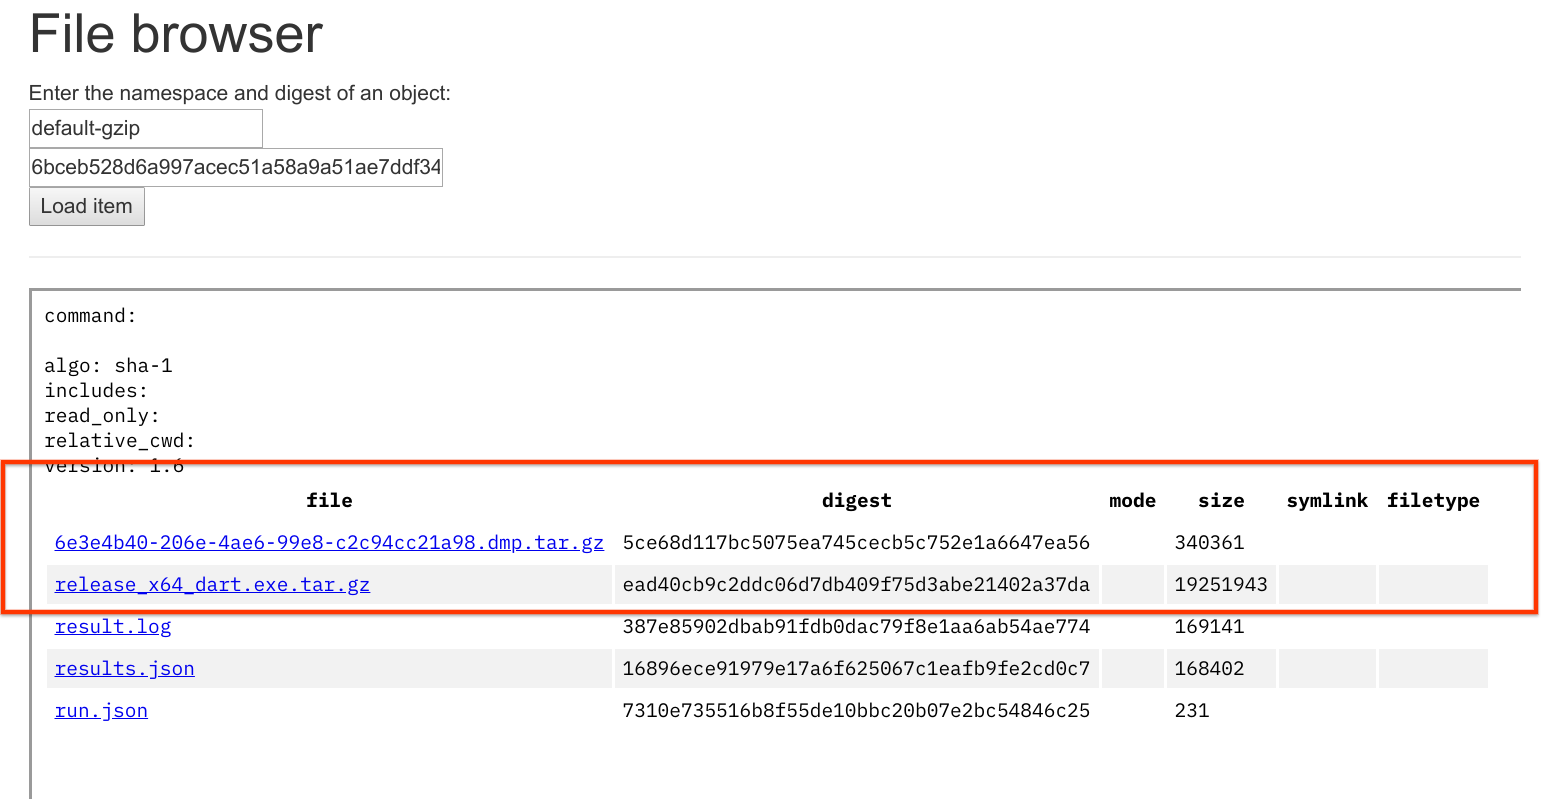 File browser
Enter the namespace and digest of an object:
default-gzip
6bceb528d6a997acec51a58a9a51ae7ddf34
Load item
command:
algo: sha-1
includes:
read_only:
relative_cwd:
version: 1.6
file digest mode size symlink filetype
6e3e4b40-206e-4ae6-99e8-c2c94cc21a98.dmp.tar.gz 5ce68d117bc5075ea745cecb5c752e1a6647ea56 340361
release_x64_dart.exe.tar.gz ead40cb9c2ddc06d7db409f75d3abe21402a37da 19251943
result.log 387e85902dbab91fdb0dac79f8e1aa6ab54ae774 169141
results.json 16896ece91979e17a6f625067c1eafb9fe2cd0c7 168402
run.json 7310e735516b8f55de10bbc20b07e2bc54846c25 231